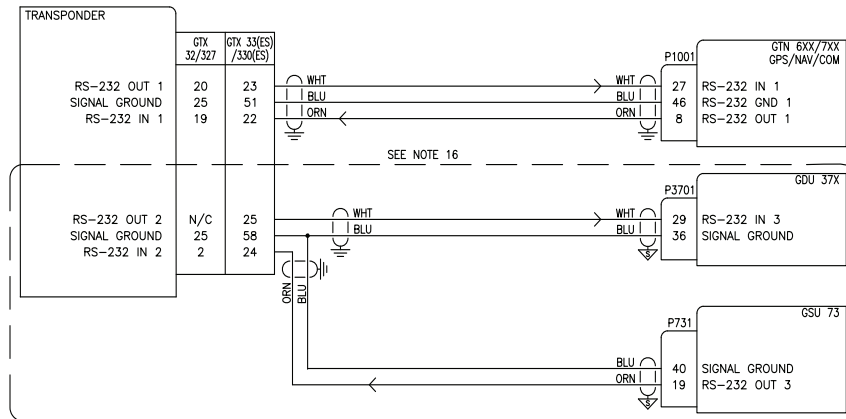 TRANSPONDER
GTX 32/327
GTX 33(ES) /330(ES)
RS-232 OUT 1 20 23
SIGNAL GROUND 25 51
RS-232 IN 1 19 22
WHT
BLU
ORN
WHT
BLU
ORN
P1001
GTN 6XX/7XX
GPS/NAV/COM
27 RS-232 IN 1
46 RS-232 GND 1
8 RS-232 OUT 1
SEE NOTE 16
RS-232 OUT 2 N/C 25
SIGNAL GROUND 25 58
RS-232 IN 2 2 24
WHT
BLU
WHT
BLU
S
P3701
GDU 37X
29 RS-232 IN 3
36 SIGNAL GROUND
ORN
BLU
BLU
ORN
S
P731
GSU 73
40 SIGNAL GROUND
19 RS-232 OUT 3